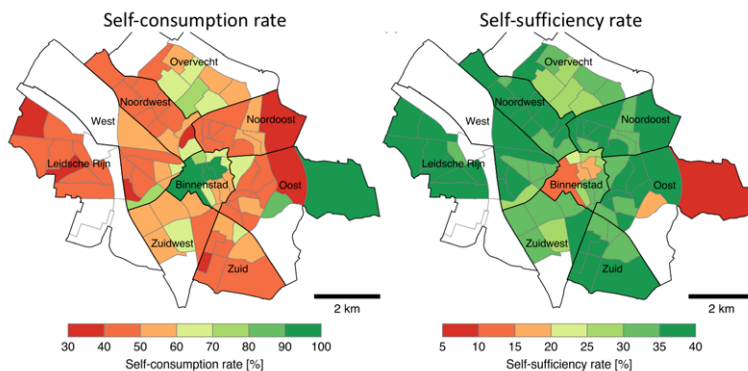 Self-consumption rate
Overvecht
Noordwest
Noordoost
West
Leidsche Rijn
Binnenstad
Oost
Zuidwest
Zuid
2 km
30 40 50 60 70 80 90 100
Self-consumption rate [%]
Self-sufficiency rate
Overvecht
Noordwest
Noordoost
West
Leidsche Rijn
Binnenstad
Oost
Zuidwest
Zuid
2 km
5 10 15 20 25 30 35 40
Self-sufficiency rate [%]